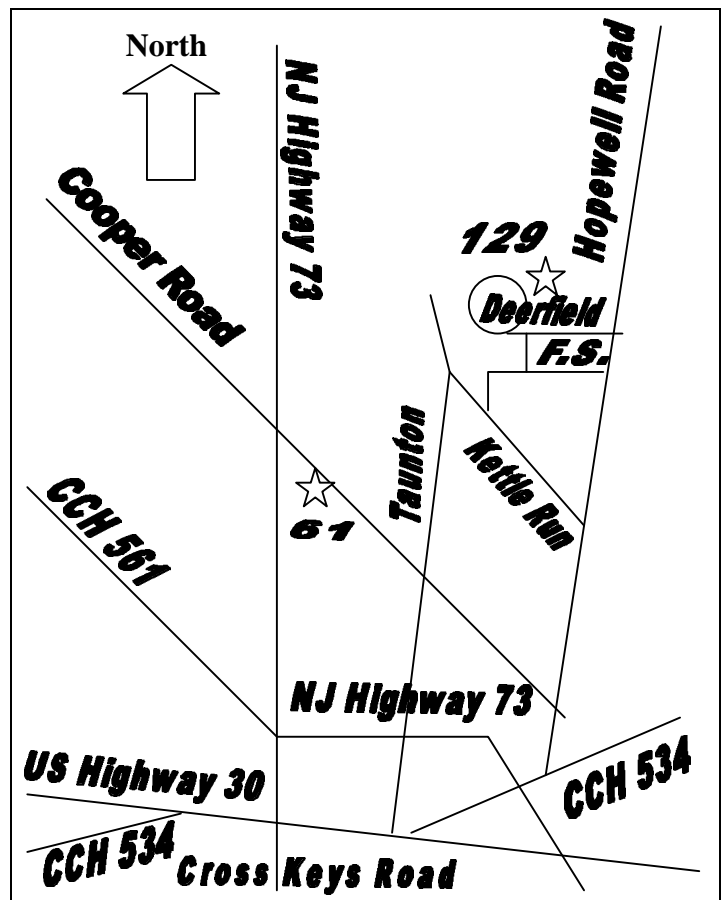 North
NJ Highway 73
Hopewell Road
Cooper Road
129
Deerfield
F.S.
Taunton
Kettle Run
CCH 561
61
NJ Highway 73
US Highway 30
CCH 534
CCH 534
Cross Keys Road